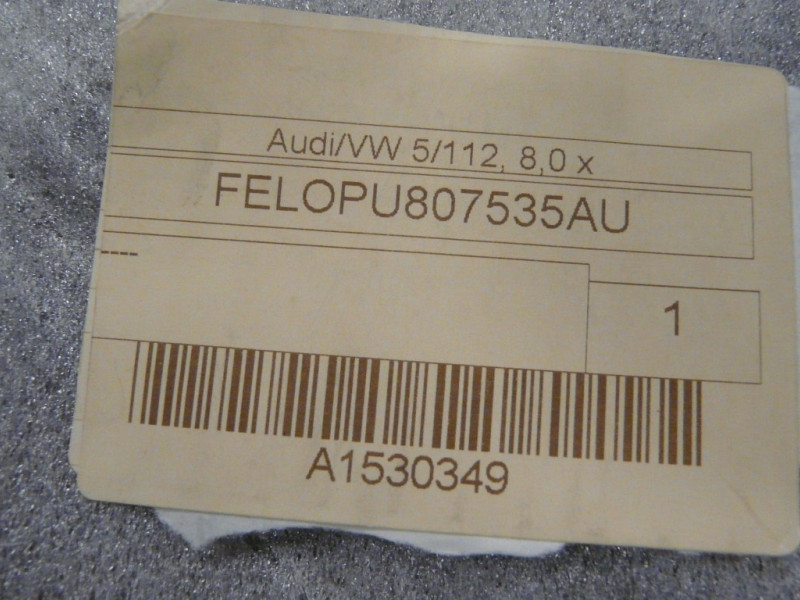 Audi/VW 5/112, 8,0 x
FELOPU807535AU
----
1
A1530349